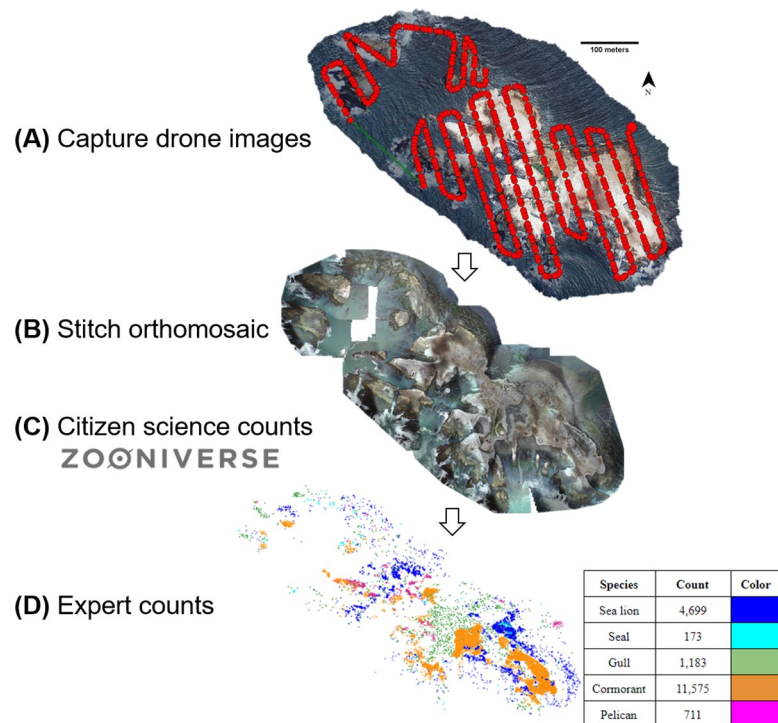 100 meters
N
(A) Capture drone images
(B) Stitch orthomosaic
(C) Citizen science counts
ZOONIVERSE
(D) Expert counts
Species Count Color
Sea lion 4,699
Seal 173
Gull 1,183
Cormorant 11,575
Pelican 711